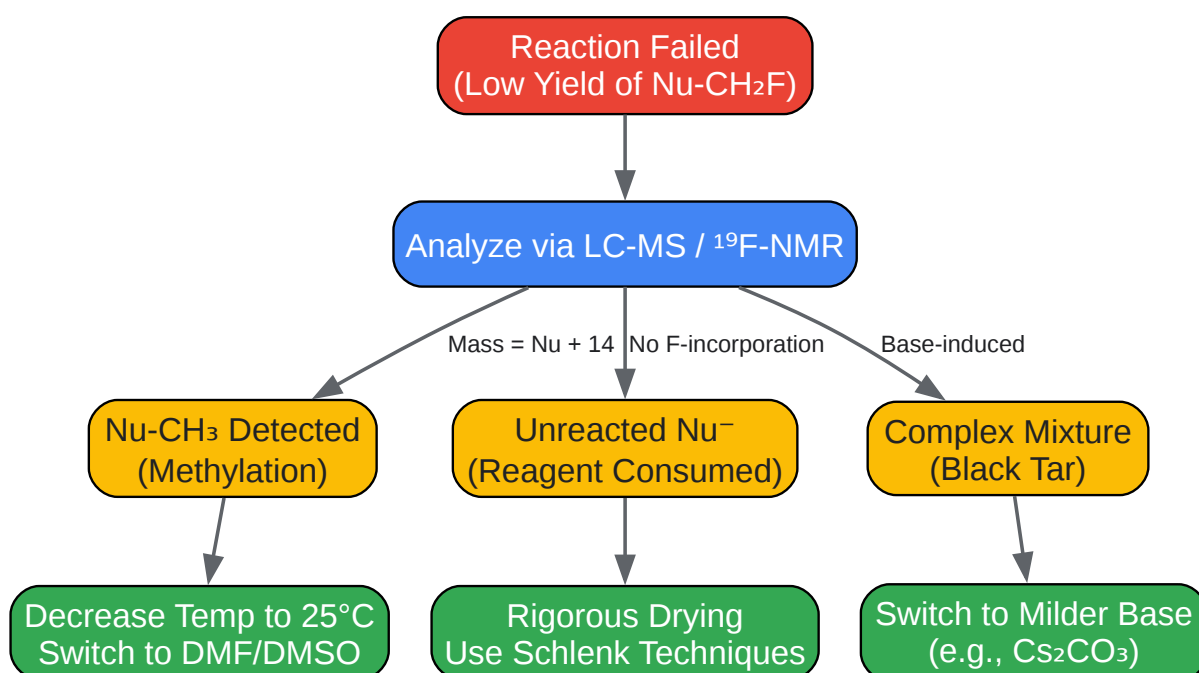 Reaction Failed
(Low Yield of Nu-CH₂F)
Analyze via LC-MS / ¹⁹F-NMR
Mass = Nu + 14
No F-incorporation
Base-induced
Nu-CH₃ Detected
(Methylation)
Unreacted Nu⁻
(Reagent Consumed)
Complex Mixture
(Black Tar)
Decrease Temp to 25°C
Switch to DMF/DMSO
Rigorous Drying
Use Schlenk Techniques
Switch to Milder Base
(e.g., Cs₂CO₃)